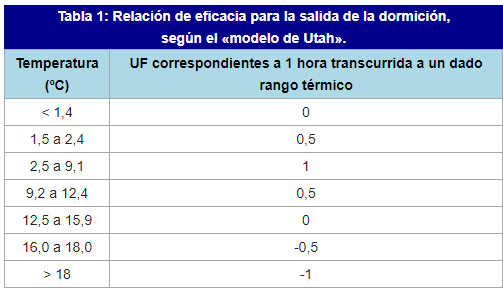 Tabla 1: Relación de eficacia para la salida de la dormición,
según el «modelo de Utah».
Temperatura
(ºC)
UF correspondientes a 1 hora transcurrida a un dado
rango térmico
< 1,4 0
1,5 a 2,4 0,5
2,5 a 9,1 1
9,2 a 12,4 0,5
12,5 a 15,9 0
16,0 a 18,0 -0,5
> 18 -1